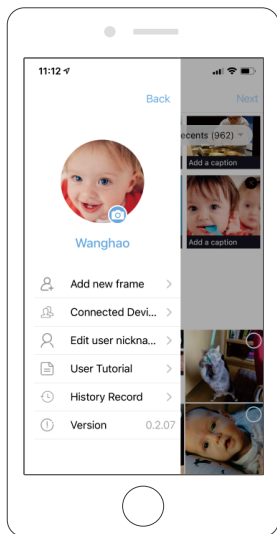 11:12
Back
Next
ecents (962)
Add a caption
Add a caption
Wanghao
Add new frame
Connected Devi...
Edit user nickna...
User Tutorial
History Record
Version 0.2.07